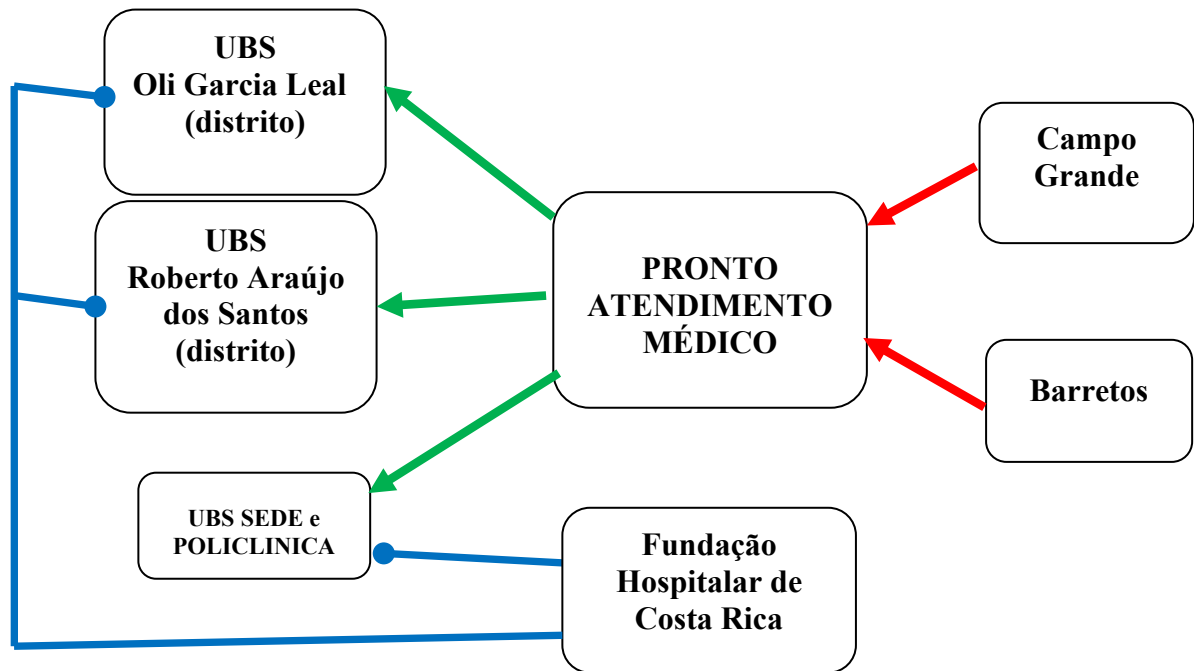 UBS
Oli Garcia Leal
(distrito)
UBS
Roberto Araújo
dos Santos
(distrito)
UBS SEDE e
POLICLINICA
PRONTO
ATENDIMENTO
MÉDICO
Fundação
Hospitalar de
Costa Rica
Campo
Grande
Barretos